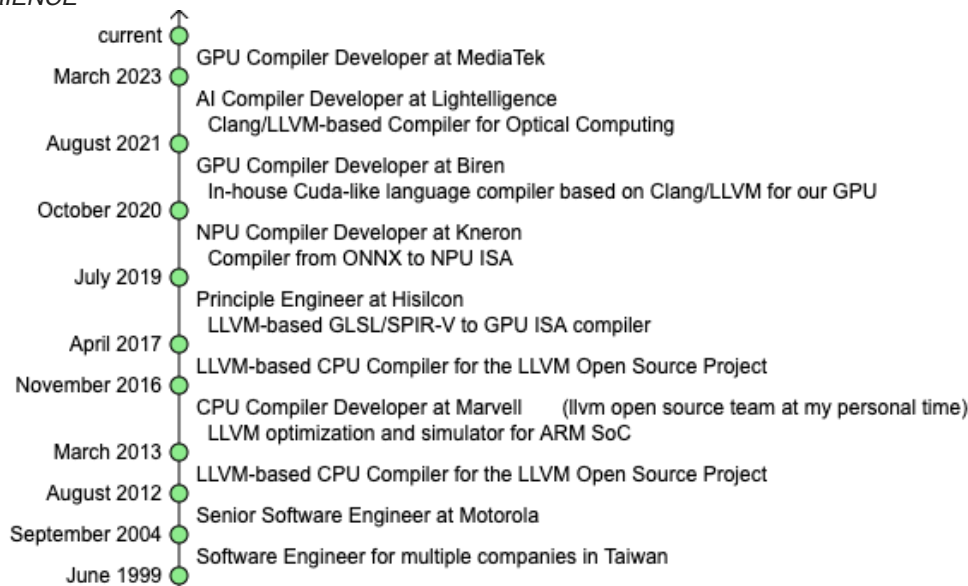 current
GPU Compiler Developer at MediaTek
March 2023
AI Compiler Developer at Lightelligence
Clang/LLVM-based Compiler for Optical Computing
August 2021
GPU Compiler Developer at Biren
In-house Cuda-like language compiler based on Clang/LLVM for our GPU
October 2020
NPU Compiler Developer at Kneron
Compiler from ONNX to NPU ISA
July 2019
Principle Engineer at Hisilcon
LLVM-based GLSL/SPIR-V to GPU ISA compiler
April 2017
LLVM-based CPU Compiler for the LLVM Open Source Project
November 2016
CPU Compiler Developer at Marvell (llvm open source team at my personal time)
LLVM optimization and simulator for ARM SoC
March 2013
LLVM-based CPU Compiler for the LLVM Open Source Project
August 2012
Senior Software Engineer at Motorola
September 2004
Software Engineer for multiple companies in Taiwan
June 1999